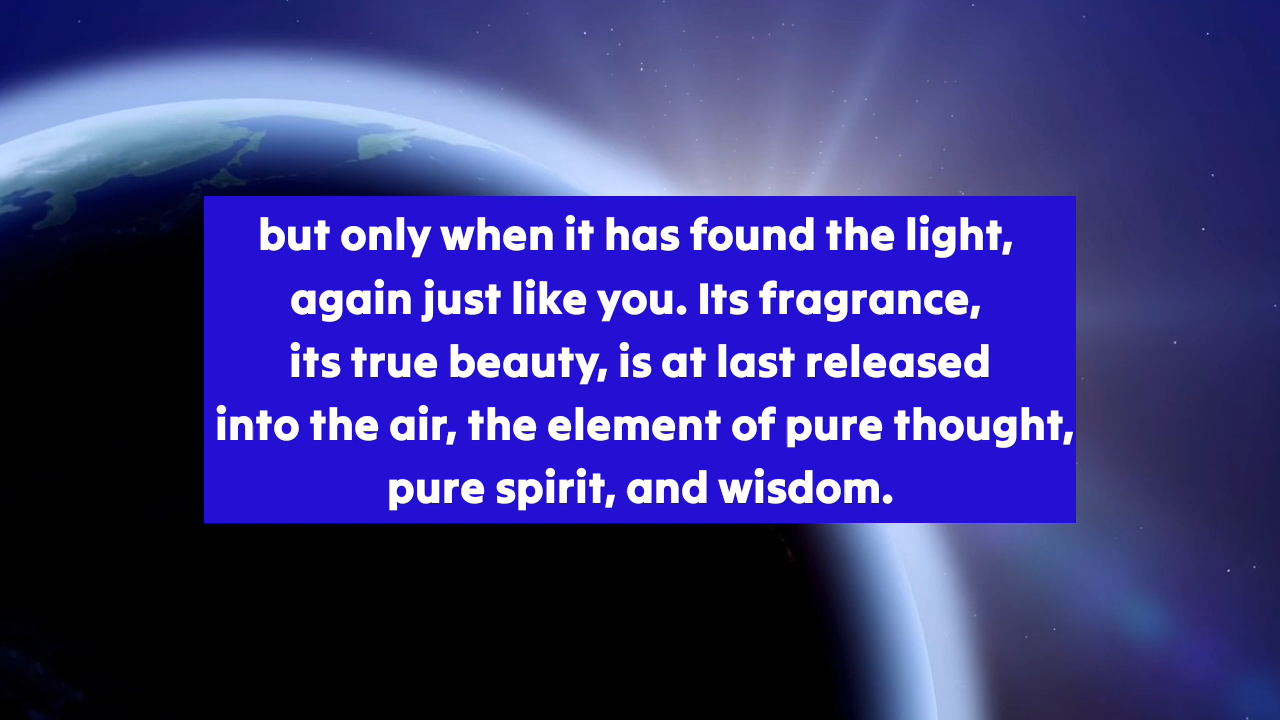 but only when it has found the light,
again just like you. Its fragrance,
its true beauty, is at last released
into the air, the element of pure thought,
pure spirit, and wisdom.